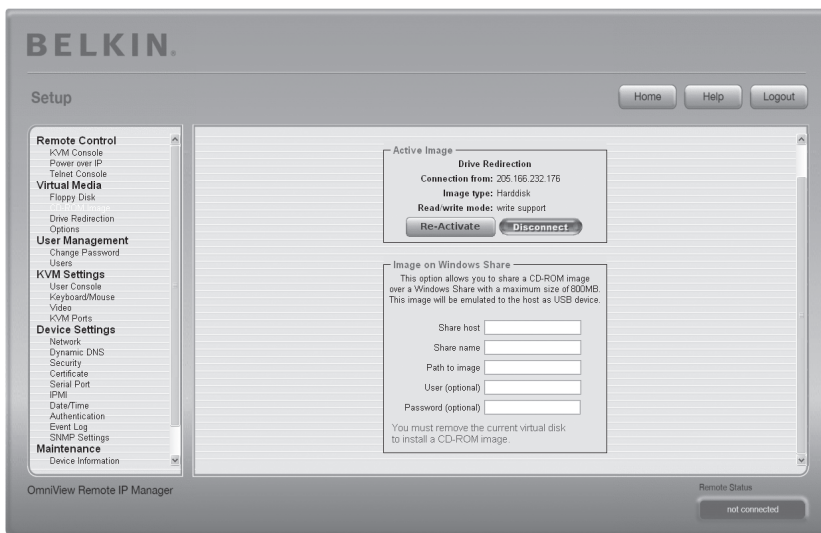 BELKIN.
Setup
Home
Help
Logout
Remote Control
KVM Console
Power over IP
Telnet Console
Virtual Media
Floppy Disk
CD-ROM Image
Drive Redirection
Options
User Management
Change Password
Users
KVM Settings
User Console
Keyboard/Mouse
Video
KVM Ports
Device Settings
Network
Dynamic DNS
Security
Certificate
Serial Port
IPMI
Date/Time
Authentication
Event Log
SNMP Settings
Maintenance
Device Information
Active Image
Drive Redirection
Connection from: 205.166.232.176
Image type: Harddisk
Read/write mode: write support
Re-Activate
Disconnect
Image on Windows Share
This option allows you to share a CD-ROM image
over a Windows Share with a maximum size of 800MB.
This image will be emulated to the host as USB device.
Share host
Share name
Path to image
User (optional)
Password (optional)
You must remove the current virtual disk
to install a CD-ROM image.
OmniView Remote IP Manager
Remote Status
not connected